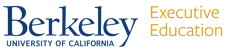 Berkeley
UNIVERSITY OF CALIFORNIA
Executive
Education